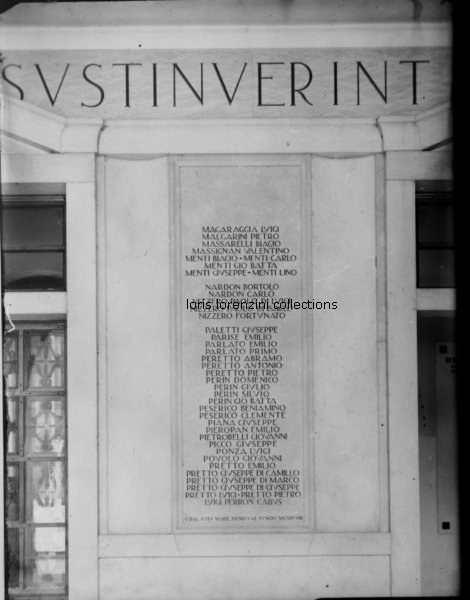 SVSTINVERINT
MAGARAGGIA LVIGI
MALGARINI PIETRO
MASSARELLI BIAGIO
MASSIGNAN VALENTINO
MENTI BIAGIO • MENTI CARLO
MENTI GIO BATTA
MENTI GIVSEPPE • MENTI LINO
NARDON BORTOLO
NARDON CARLO
loris.lorenzini collections
NIZZERO FORTVNATO
PALETTI GIVSEPPE
PARISE EMILIO
PARLATO EMILIO
PARLATO PRIMO
PERETTO ABRAMO
PERETTO ANTONIO
PERETTO PIETRO
PERIN DOMENICO
PERIN GIVLIO
PERIN SILVIO
PERIN GIO BATTA
PESERICO BENIAMINO
PESERICO CLEMENTE
PIANA GIVSEPPE
PIEROPAN EMILIO
PIETROBELLI GIOVANNI
PICCO GIVSEPPE
PONZA LVIGI
POVOLO GIOVANNI
PRETTO EMILIO
PRETTO GIVSEPPE DI CAMILLO
PRETTO GIVSEPPE DI MARCO
PRETTO GIVSEPPE DI GIVSEPPE
PRETTO LVIGI • PRETTO PIETRO
LVIGI PERRON CABVS